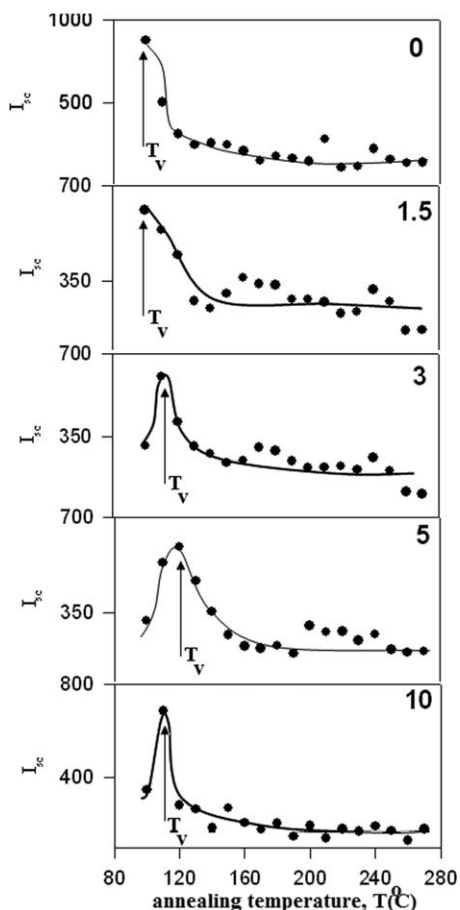 1000
0
I_sc
500
T_v
700
1.5
I_sc
350
T_v
700
3
I_sc
350
T_v
700
5
I_sc
350
T_v
800
10
I_sc
400
T_v
80 120 160 200 240 280
annealing temperature, T(C)
o